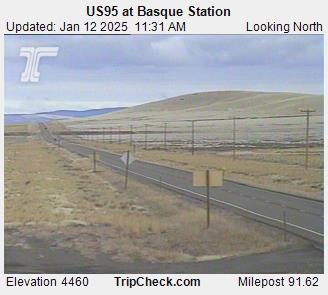 US95 at Basque Station
Updated: Jan 12 2025 11:31 AM Looking North
Elevation 4460 TripCheck.com Milepost 91.62